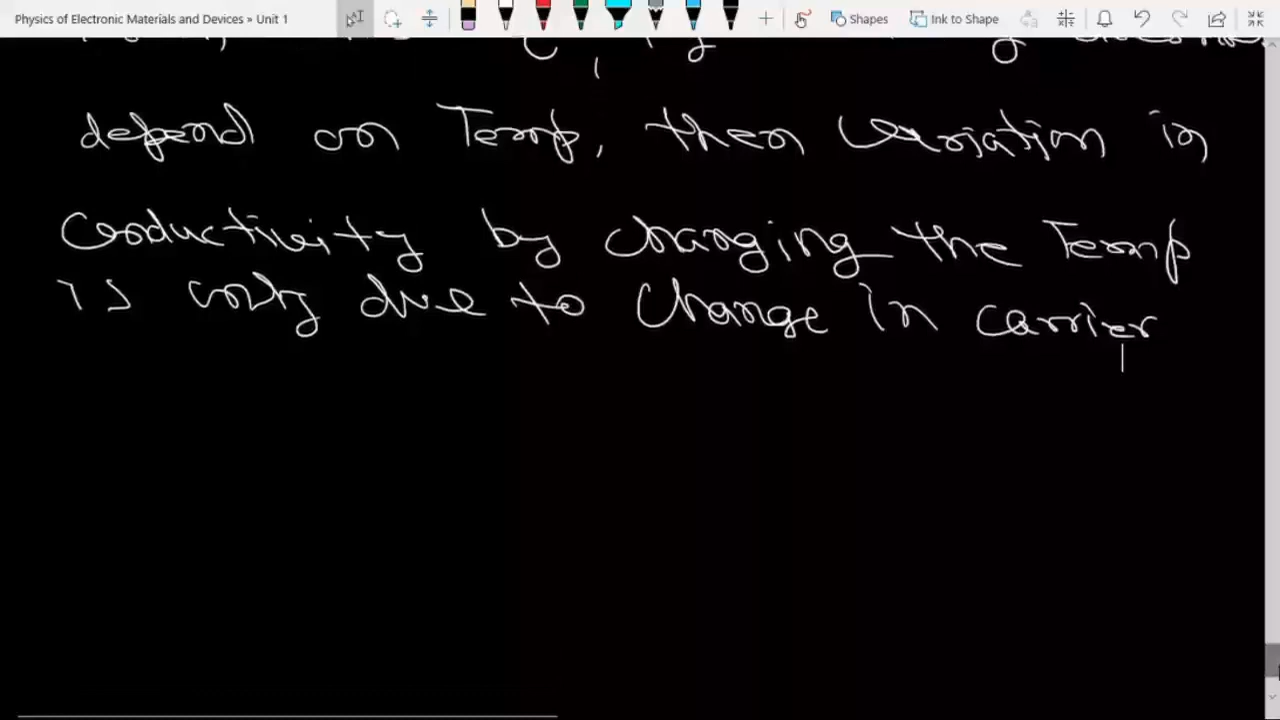 Physics of Electronic Materials and Devices » Unit 1
Shapes
Ink to Shape
depend on Temp, then variation in
Conductivity by changing the Temp
is only due to change in carrier